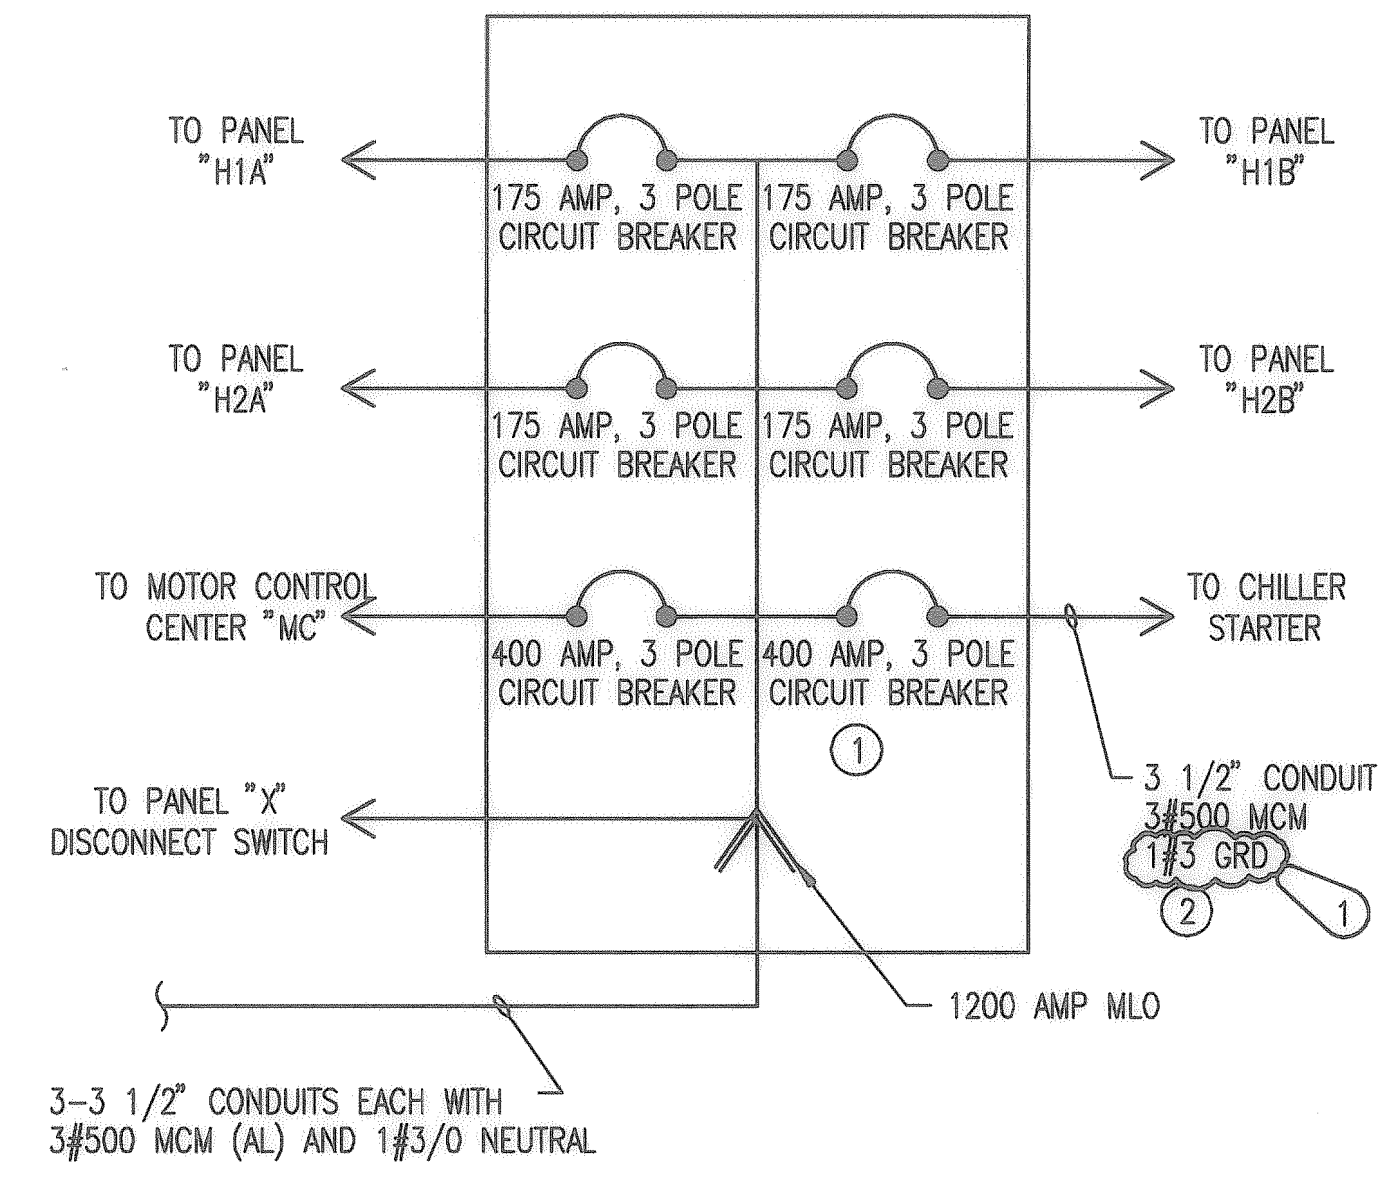 TO PANEL
"H1A"
TO PANEL
"H1B"
175 AMP, 3 POLE
CIRCUIT BREAKER
175 AMP, 3 POLE
CIRCUIT BREAKER
TO PANEL
"H2A"
TO PANEL
"H2B"
175 AMP, 3 POLE
CIRCUIT BREAKER
175 AMP, 3 POLE
CIRCUIT BREAKER
TO MOTOR CONTROL
CENTER "MC"
TO CHILLER
STARTER
400 AMP, 3 POLE
CIRCUIT BREAKER
400 AMP, 3 POLE
CIRCUIT BREAKER
1
TO PANEL "X"
DISCONNECT SWITCH
3 1/2" CONDUIT
3#500 MCM
1#3 GRD
2
1
1200 AMP MLO
3-3 1/2" CONDUITS EACH WITH
3#500 MCM (AL) AND 1#3/0 NEUTRAL